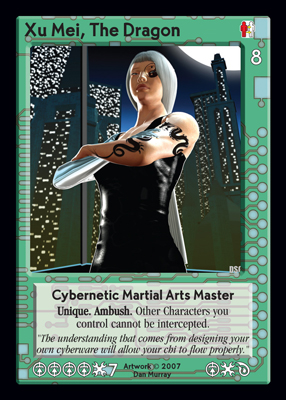 Xu Mei, The Dragon
8
Cybernetic Martial Arts Master
Unique. Ambush. Other Characters you
control cannot be intercepted.
"The understanding that comes from designing your
own cyberware will allow your chi to flow properly."
7
Artwork © 2007
Dan Murray